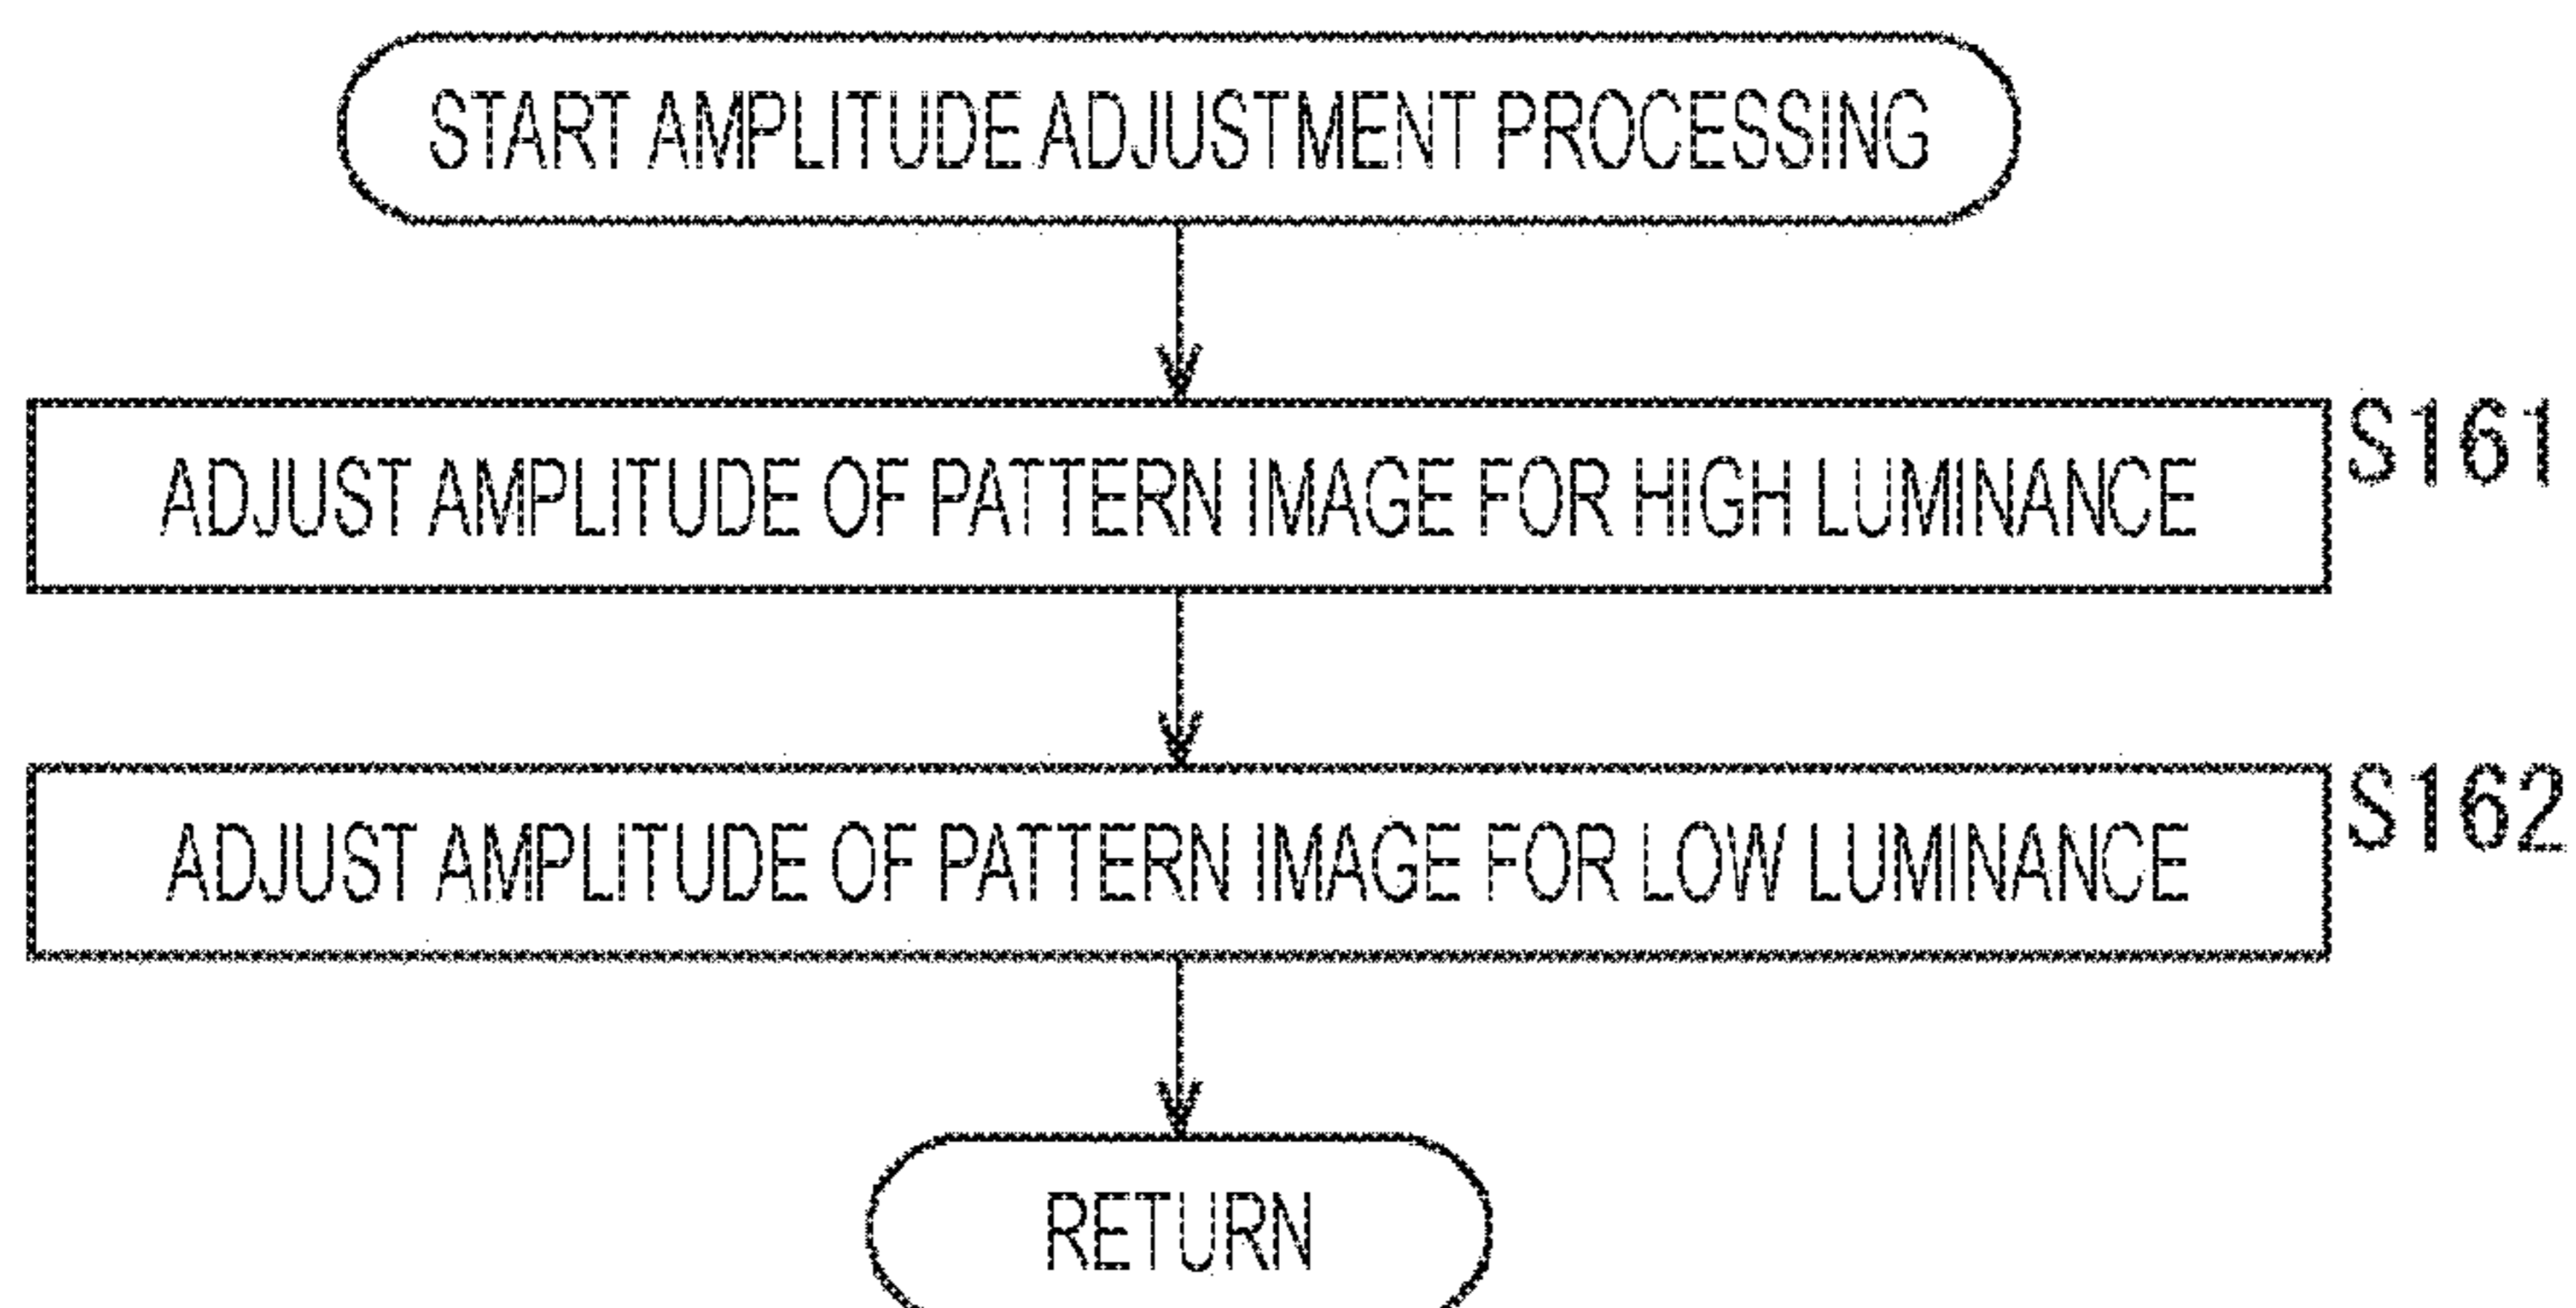 START AMPLITUDE ADJUSTMENT PROCESSING
ADJUST AMPLITUDE OF PATTERN IMAGE FOR HIGH LUMINANCE
S161
ADJUST AMPLITUDE OF PATTERN IMAGE FOR LOW LUMINANCE
S162
RETURN